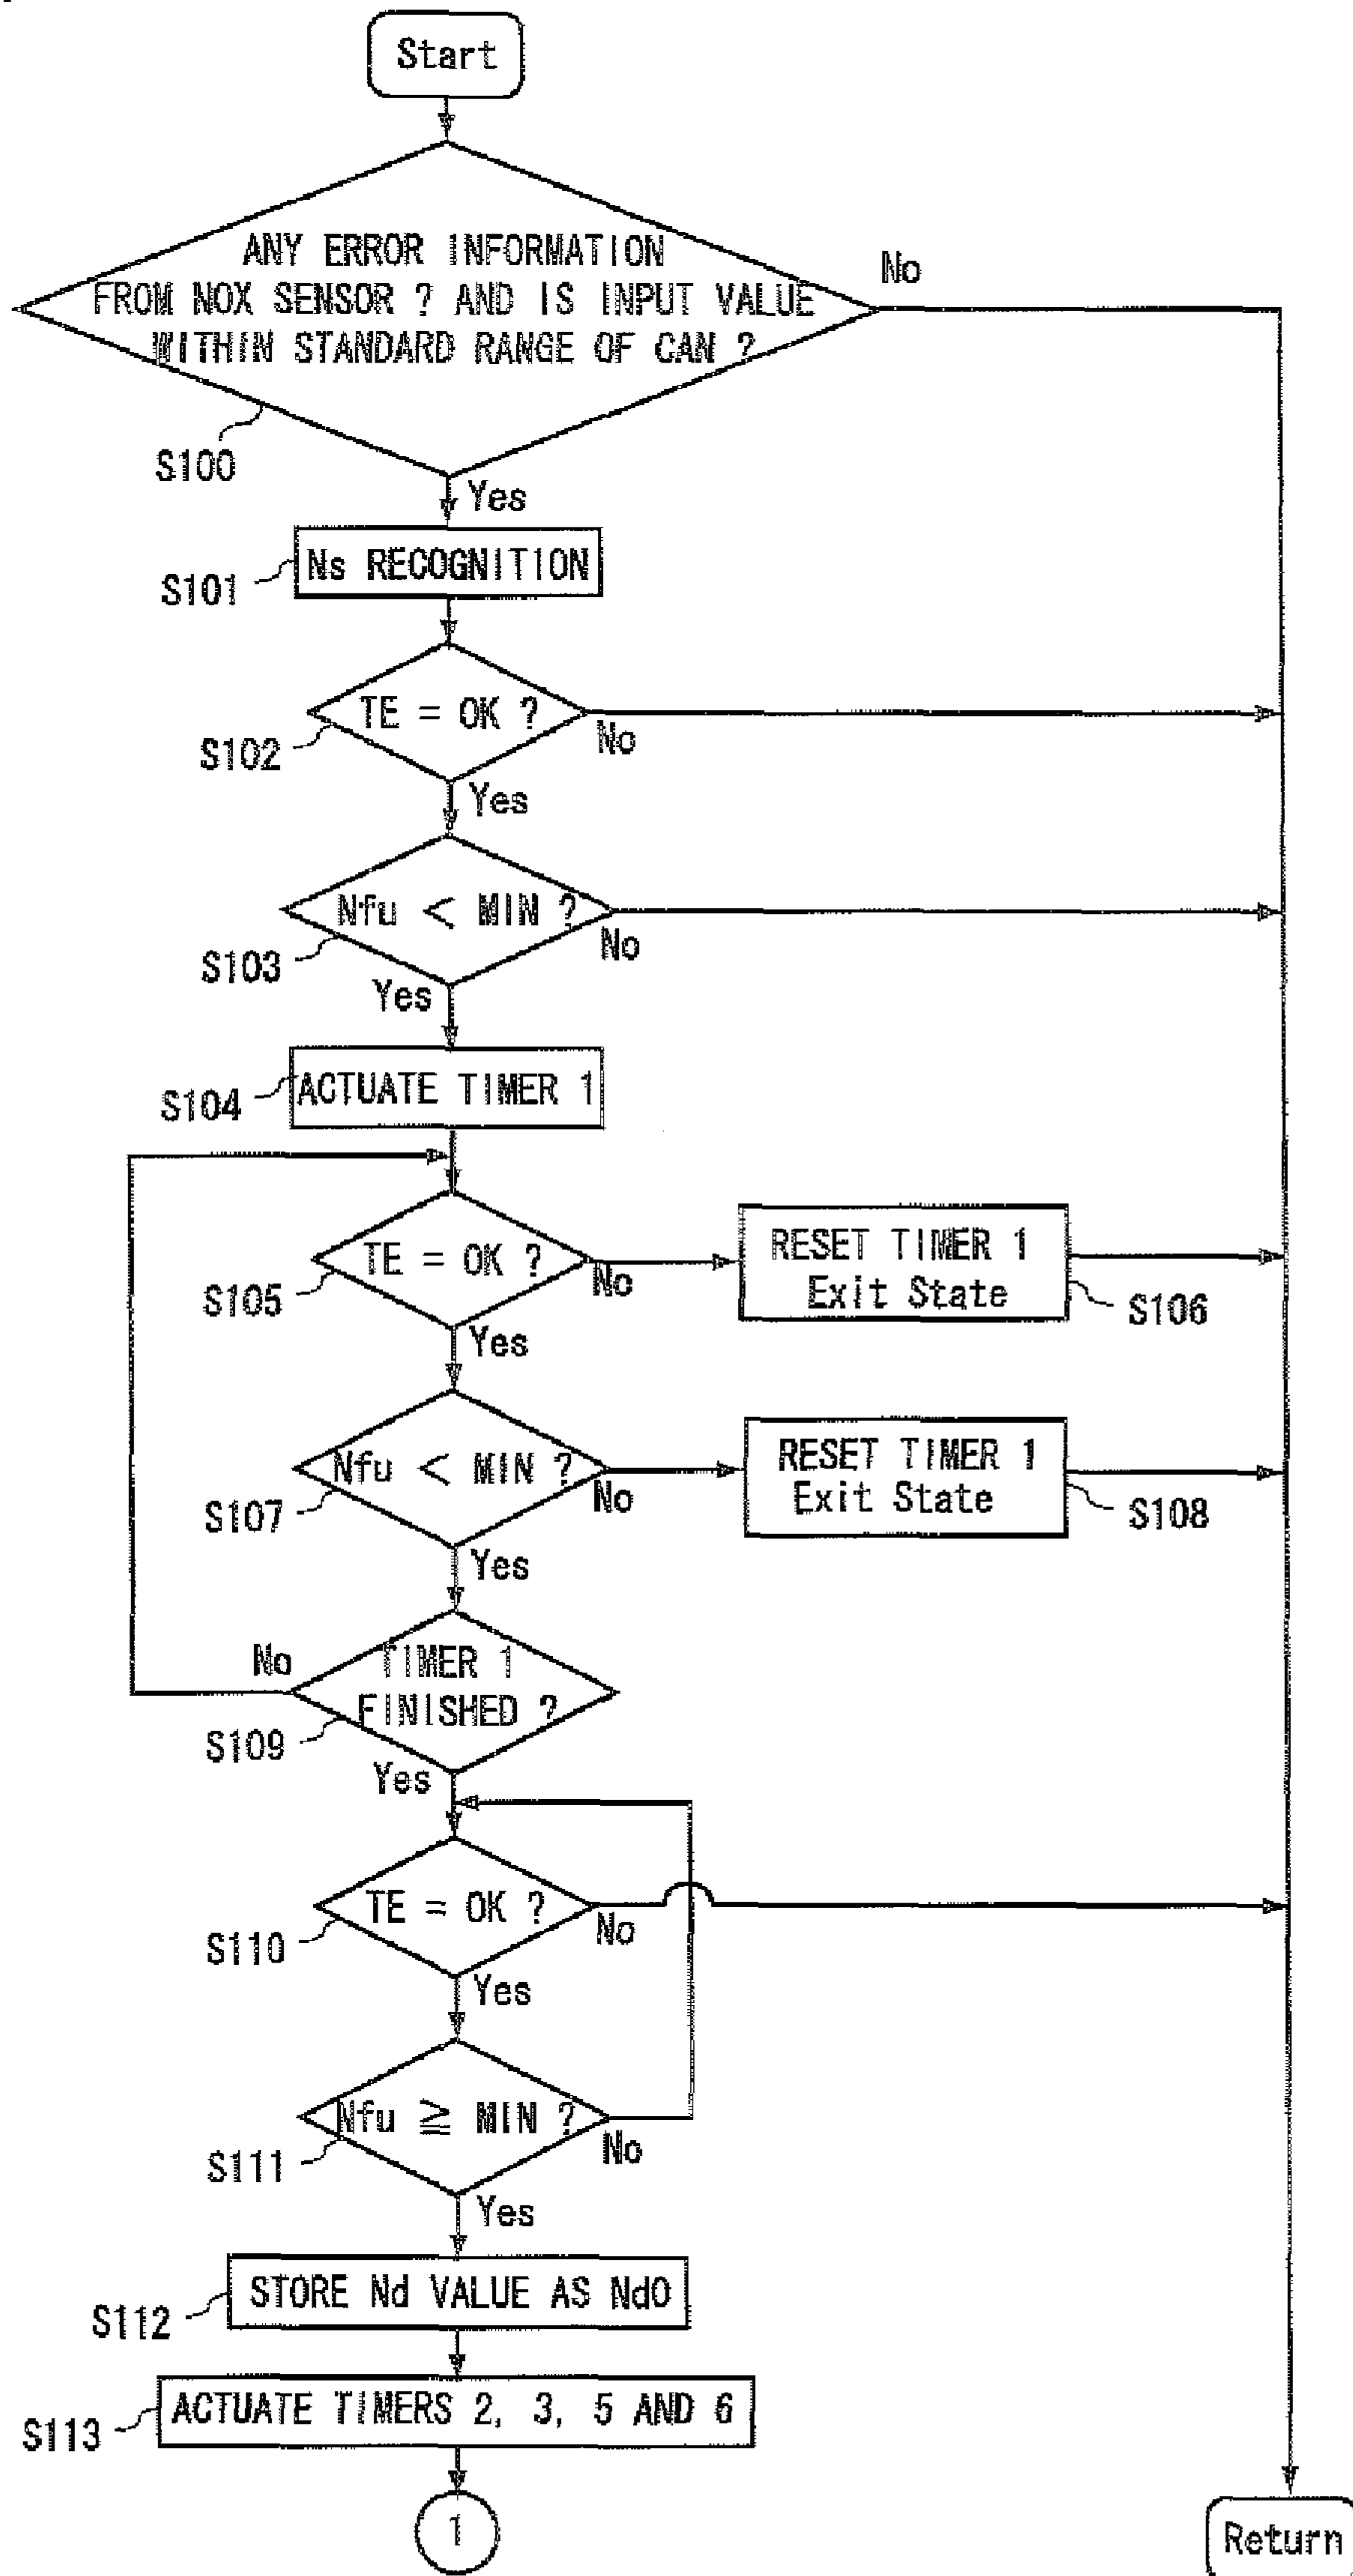 Start
ANY ERROR INFORMATION
FROM NOX SENSOR ? AND IS INPUT VALUE
WITHIN STANDARD RANGE OF CAN ?
No
S100
Yes
Ns RECOGNITION
S101
TE = OK ?
No
S102
Yes
Nfu < MIN ?
No
S103
Yes
ACTUATE TIMER 1
S104
TE = OK ?
No
S105
RESET TIMER 1
Exit State
S106
Yes
Nfu < MIN ?
No
S107
RESET TIMER 1
Exit State
S108
Yes
No
TIMER 1
FINISHED ?
S109
Yes
TE = OK ?
No
S110
Yes
Nfu ≧ MIN ?
No
S111
Yes
STORE Nd VALUE AS Nd0
S112
ACTUATE TIMERS 2, 3, 5 AND 6
S113
1
Return